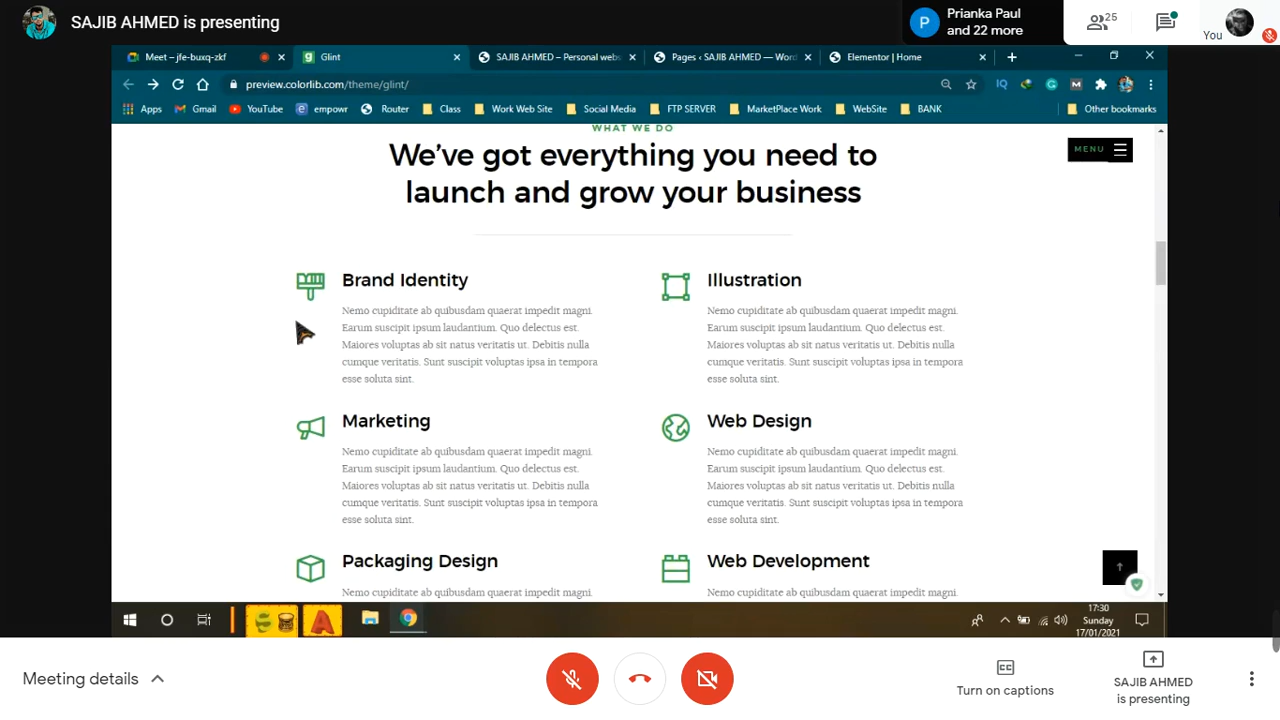 SAJIB AHMED is presenting
P
Prianka Paul
and 22 more
25
You
Meet – jfe-buxq-zkf
Glint
SAJIB AHMED – Personal webs
Pages ‹ SAJIB AHMED — Word
Elementor | Home
preview.colorlib.com/theme/glint/
Apps
Gmail
YouTube
empowr
Router
Class
Work Web Site
Social Media
FTP SERVER
MarketPlace Work
WebSite
BANK
Other bookmarks
WHAT WE DO
We've got everything you need to
launch and grow your business
MENU
Brand Identity
Nemo cupiditate ab quibusdam quaerat impedit magni.
Earum suscipit ipsum laudantium. Quo delectus est.
Maiores voluptas ab sit natus veritatis ut. Debitis nulla
cumque veritatis. Sunt suscipit voluptas ipsa in tempora
esse soluta sint.
Illustration
Nemo cupiditate ab quibusdam quaerat impedit magni.
Earum suscipit ipsum laudantium. Quo delectus est.
Maiores voluptas ab sit natus veritatis ut. Debitis nulla
cumque veritatis. Sunt suscipit voluptas ipsa in tempora
esse soluta sint.
Marketing
Nemo cupiditate ab quibusdam quaerat impedit magni.
Earum suscipit ipsum laudantium. Quo delectus est.
Maiores voluptas ab sit natus veritatis ut. Debitis nulla
cumque veritatis. Sunt suscipit voluptas ipsa in tempora
esse soluta sint.
Web Design
Nemo cupiditate ab quibusdam quaerat impedit magni.
Earum suscipit ipsum laudantium. Quo delectus est.
Maiores voluptas ab sit natus veritatis ut. Debitis nulla
cumque veritatis. Sunt suscipit voluptas ipsa in tempora
esse soluta sint.
Packaging Design
Nemo cupiditate ab quibusdam quaerat impedit magni.
Web Development
Nemo cupiditate ab quibusdam quaerat impedit magni.
17:30
Sunday
17/01/2021
Meeting details
Turn on captions
SAJIB AHMED
is presenting